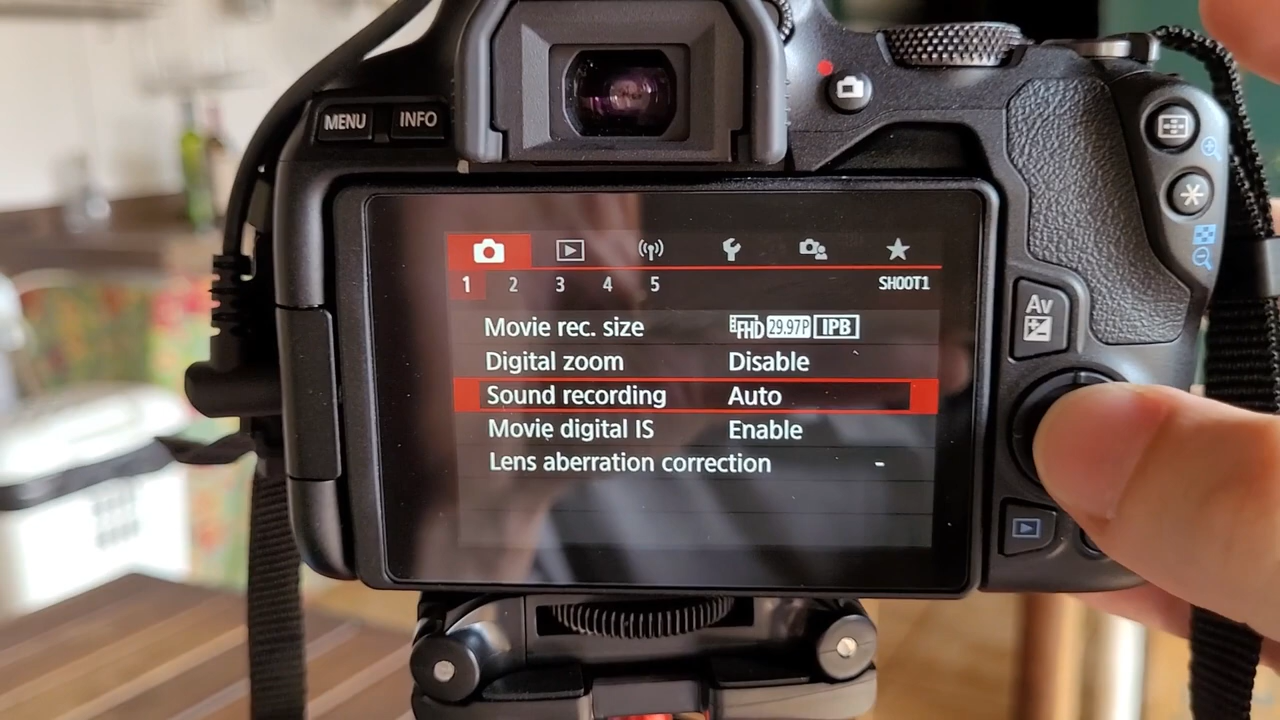 MENU INFO
1 2 3 4 5 SHOOT1
Movie rec. size FHD 29.97P IPB
Digital zoom Disable
Sound recording Auto
Movie digital IS Enable
Lens aberration correction -
Av